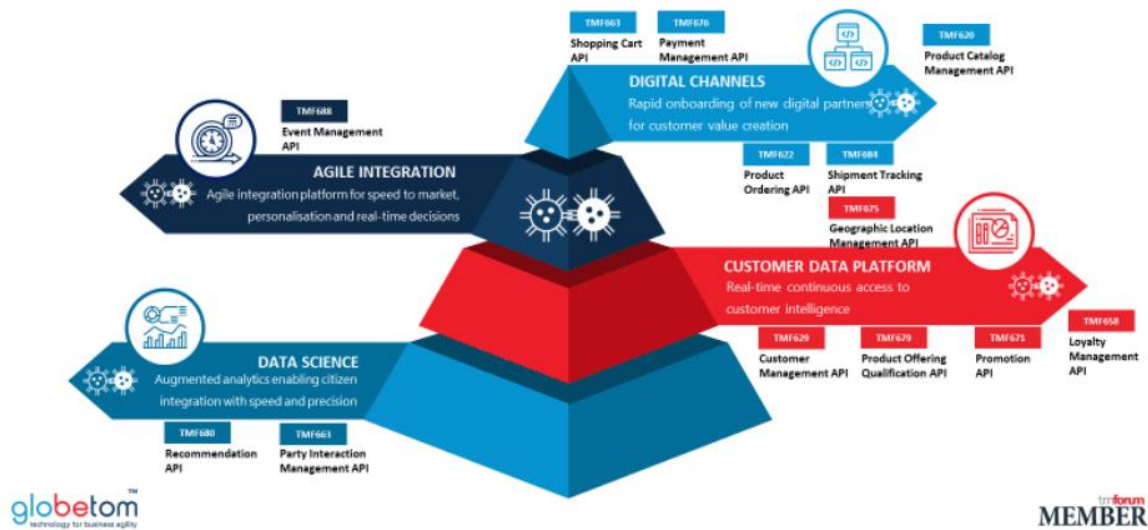 TMF663
Shopping Cart
API
TMF676
Payment
Management API
TMF620
Product Catalog
Management API
DIGITAL CHANNELS
Rapid onboarding of new digital partners
for customer value creation
TMF622
Product
Ordering API
TMF684
Shipment Tracking
API
TMF688
Event Management
API
AGILE INTEGRATION
Agile integration platform for speed to market,
personalisation and real-time decisions
TMF675
Geographic Location
Management API
CUSTOMER DATA PLATFORM
Real-time continuous access to
customer intelligence
TMF629
Customer
Management API
TMF679
Product Offering
Qualification API
TMF671
Promotion
API
TMF658
Loyalty
Management
API
DATA SCIENCE
Augmented analytics enabling citizen
integration with speed and precision
TMF680
Recommendation
API
TMF663
Party Interaction
Management API
globetom™
technology for business agility
tmforum
MEMBER